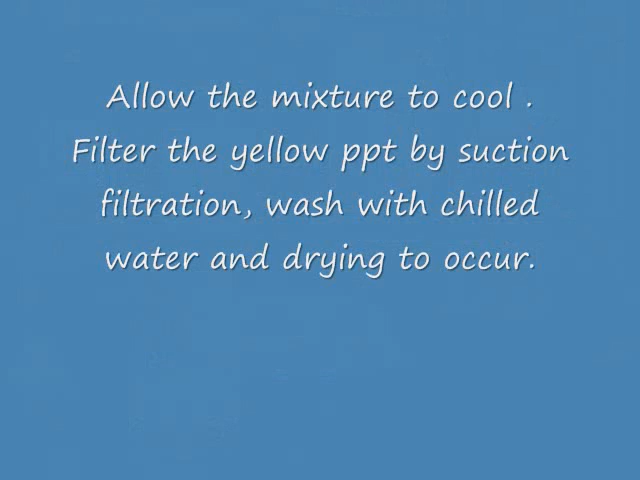 Allow the mixture to cool .
Filter the yellow ppt by suction
filtration, wash with chilled
water and drying to occur.